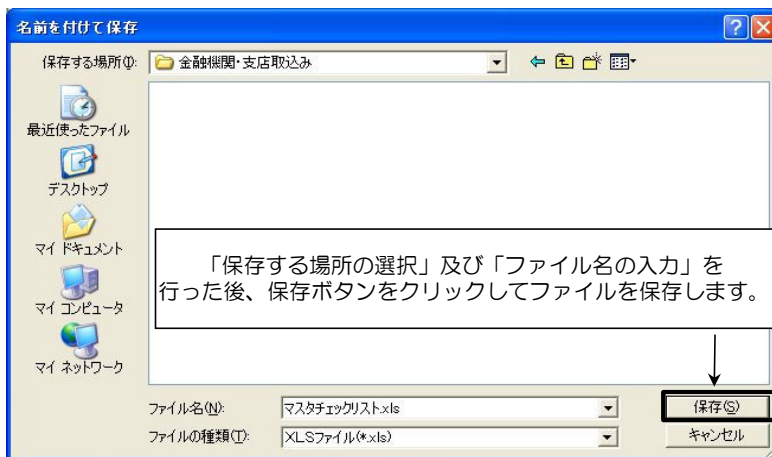 名前を付けて保存
保存する場所(I):
金融機関・支店取込み
最近使ったファイル
デスクトップ
マイ ドキュメント
マイ コンピュータ
マイ ネットワーク
「保存する場所の選択」及び「ファイル名の入力」を
行った後、保存ボタンをクリックしてファイルを保存します。
ファイル名(N):
マスタチェックリスト.xls
保存(S)
ファイルの種類(T):
XLSファイル(*.xls)
キャンセル